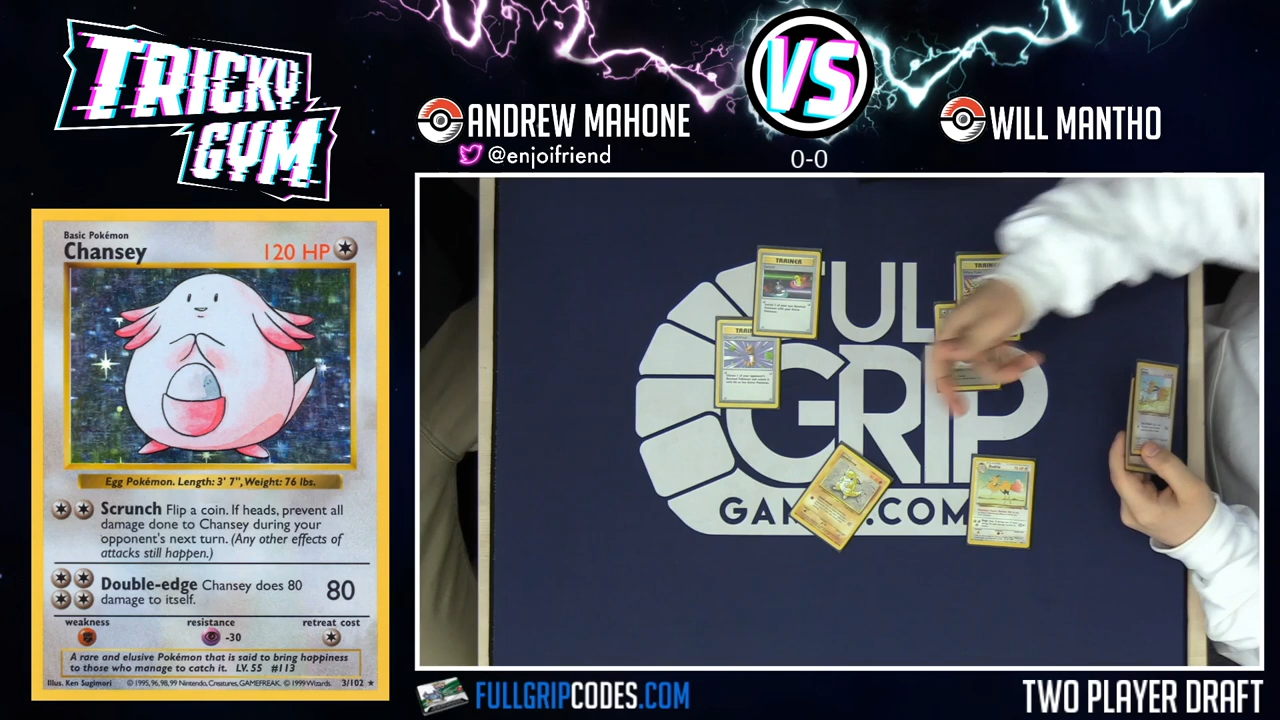 TRICKY
GYM
ANDREW MAHONE
@enjoifriend
VS
WILL MANTHO
0-0
Basic Pokémon
Chansey
120 HP
Egg Pokémon. Length: 3' 7", Weight: 76 lbs.
Scrunch Flip a coin. If heads, prevent all
damage done to Chansey during your
opponent's next turn. (Any other effects of
attacks still happen.)
Double-edge Chansey does 80
damage to itself.
80
weakness
resistance
retreat cost
-30
A rare and elusive Pokémon that is said to bring happiness
to those who manage to catch it. LV. 55 #113
Illus. Ken Sugimori © 1995, 96, 98, 99 Nintendo, Creatures, GAMEFREAK. © 1999 Wizards. 3/102 ★
TRAINER
FUL
GRIP
.COM
FULLGRIPCODES.COM
TWO PLAYER DRAFT